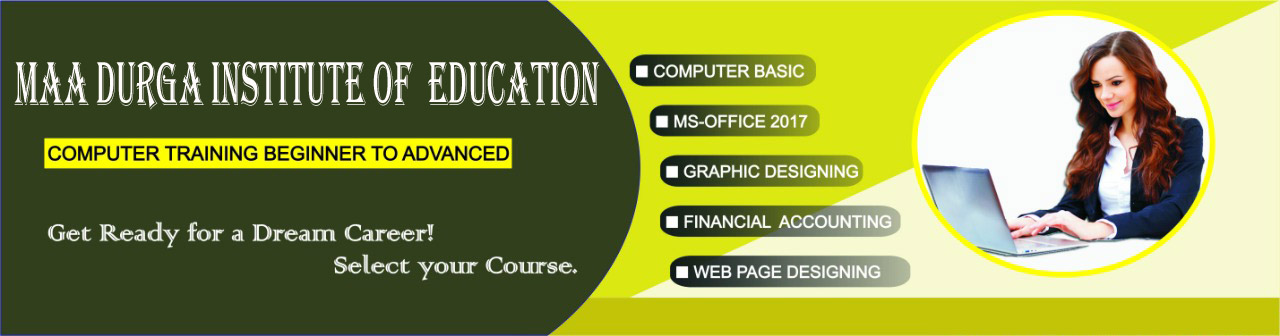 MAA DURGA INSTITUTE OF EDUCATION
COMPUTER TRAINING BEGINNER TO ADVANCED
Get Ready for a Dream Career!
Select your Course.
COMPUTER BASIC
MS-OFFICE 2017
GRAPHIC DESIGNING
FINANCIAL ACCOUNTING
WEB PAGE DESIGNING